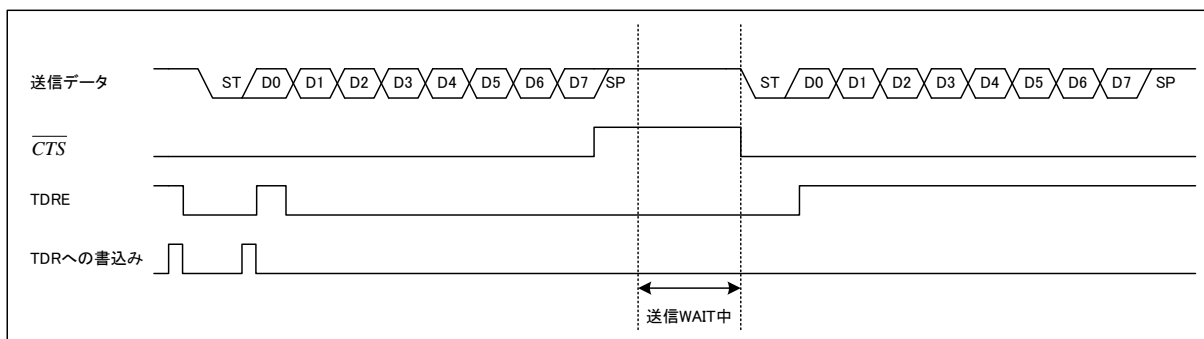 送信データ ST D0 D1 D2 D3 D4 D5 D6 D7 SP ST D0 D1 D2 D3 D4 D5 D6 D7 SP
CTS
TDRE
TDRへの書込み
送信WAIT中